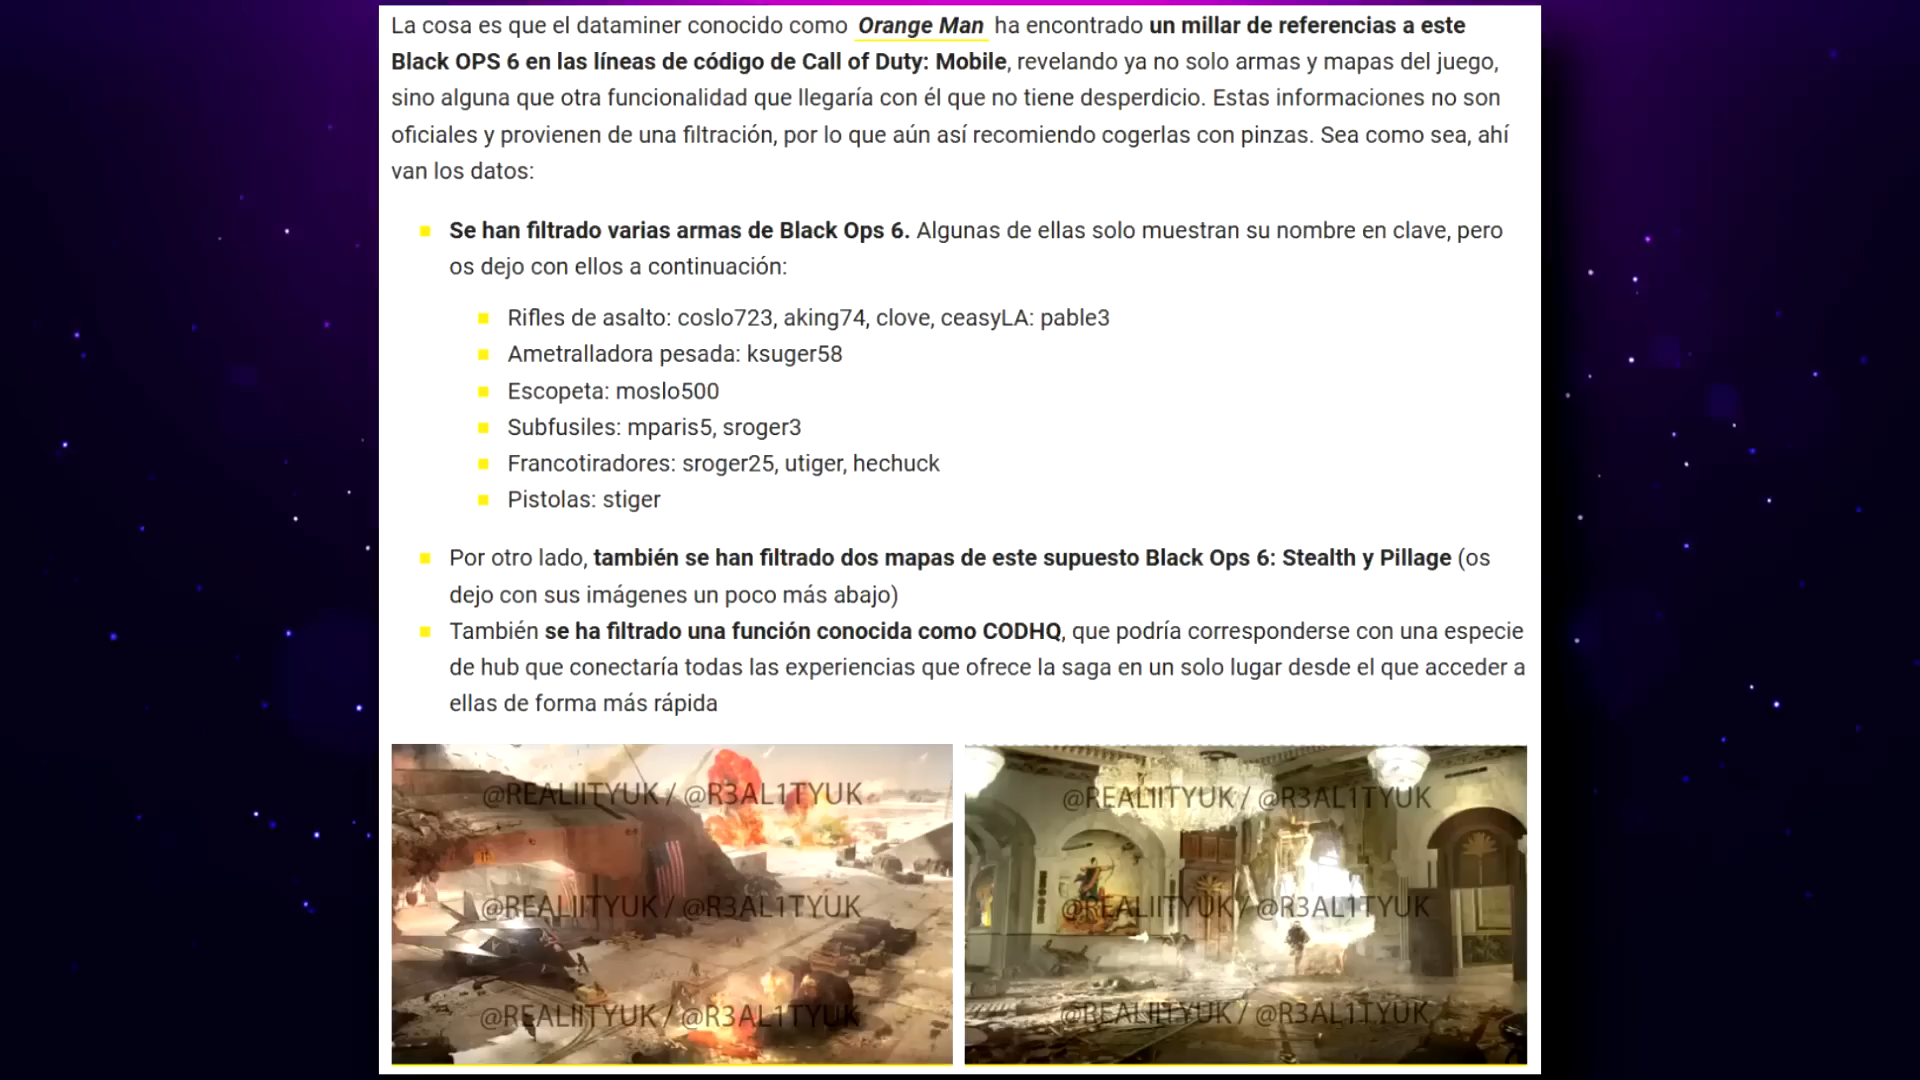 La cosa es que el dataminer conocido como Orange Man ha encontrado un millar de referencias a este
Black OPS 6 en las líneas de código de Call of Duty: Mobile, revelando ya no solo armas y mapas del juego,
sino alguna que otra funcionalidad que llegaría con él que no tiene desperdicio. Estas informaciones no son
oficiales y provienen de una filtración, por lo que aún así recomiendo cogerlas con pinzas. Sea como sea, ahí
van los datos:
Se han filtrado varias armas de Black Ops 6. Algunas de ellas solo muestran su nombre en clave, pero
os dejo con ellos a continuación:
Rifles de asalto: coslo723, aking74, clove, ceasyLA: pable3
Ametralladora pesada: ksuger58
Escopeta: moslo500
Subfusiles: mparis5, sroger3
Francotiradores: sroger25, utiger, hechuck
Pistolas: stiger
Por otro lado, también se han filtrado dos mapas de este supuesto Black Ops 6: Stealth y Pillage (os
dejo con sus imágenes un poco más abajo)
También se ha filtrado una función conocida como CODHQ, que podría corresponderse con una especie
de hub que conectaría todas las experiencias que ofrece la saga en un solo lugar desde el que acceder a
ellas de forma más rápida
@REALIITYUK / @R3AL1TYUK
@REALIITYUK / @R3AL1TYUK
@REALIITYUK / @R3AL1TYUK
@REALIITYUK / @R3AL1TYUK
@REALIITYUK / @R3AL1TYUK
@REALIITYUK / @R3AL1TYUK